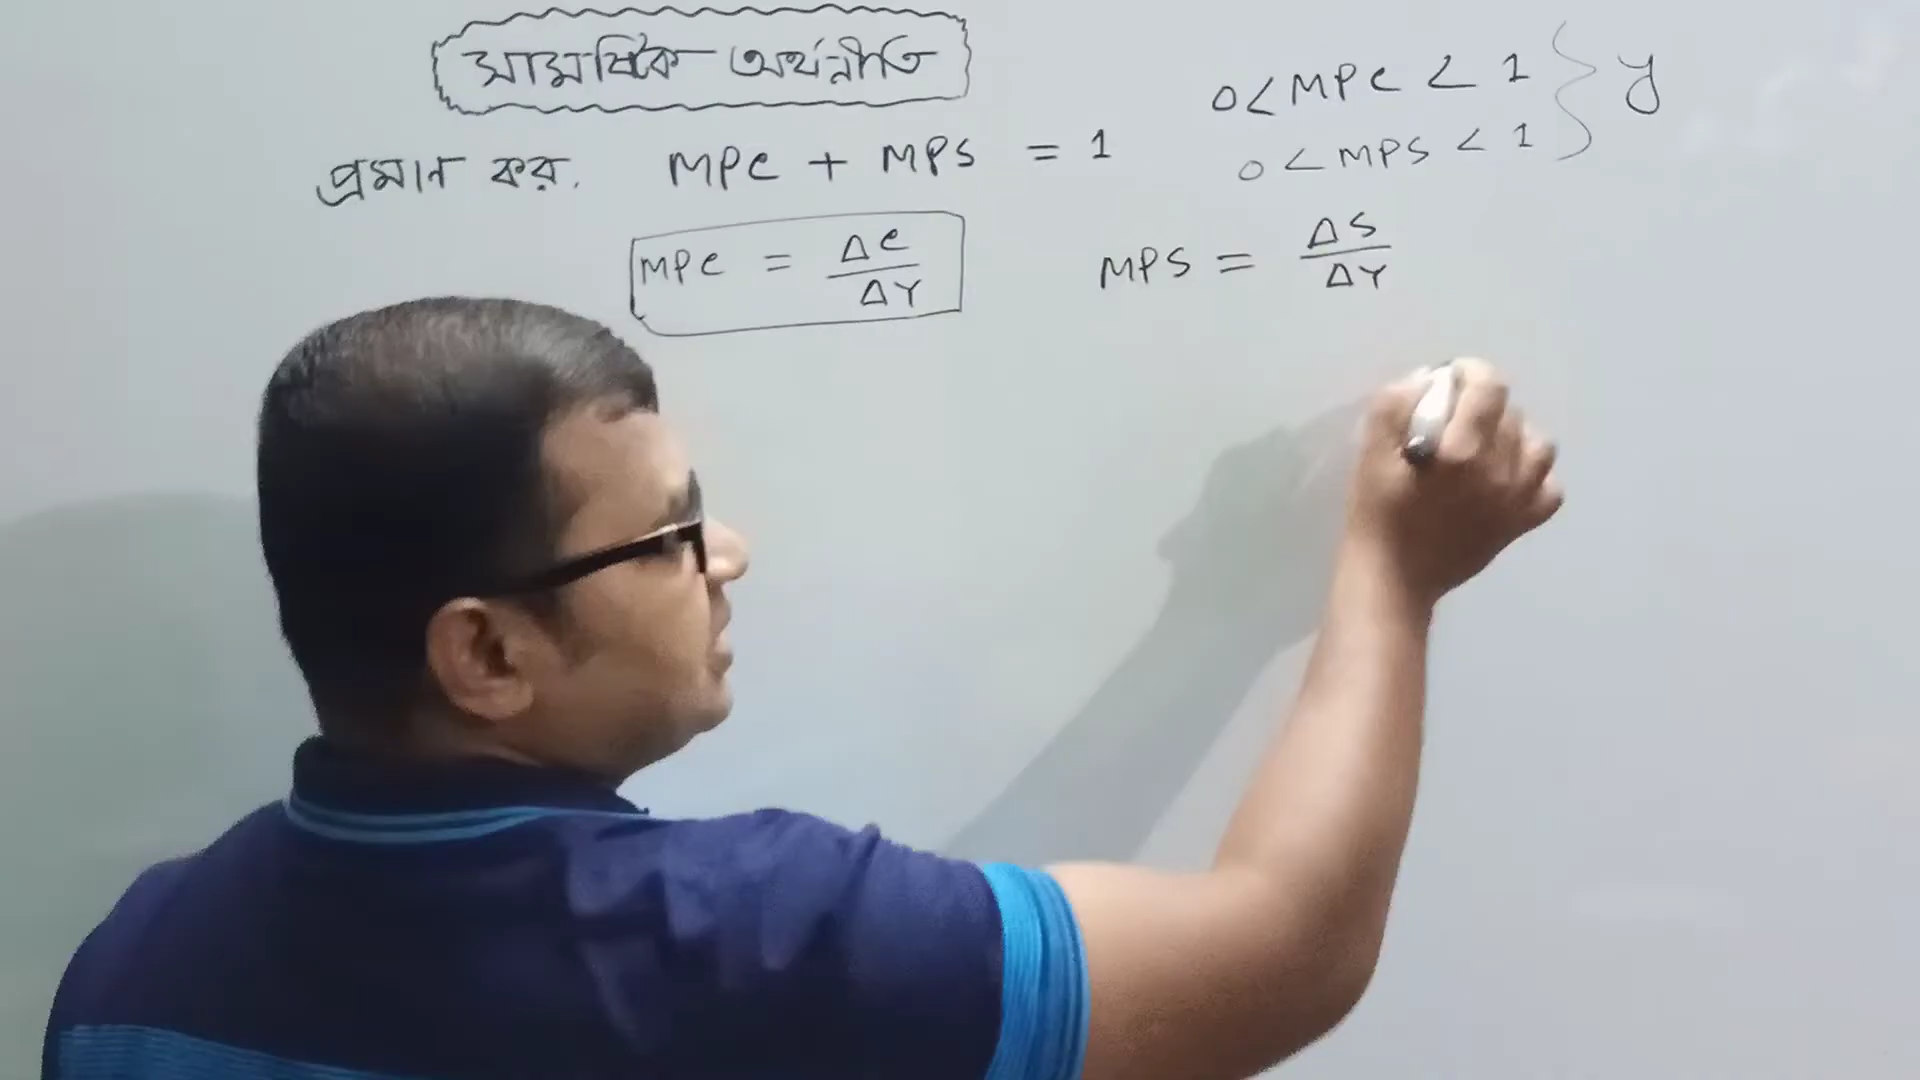 সামষ্টিক অর্থনীতি
প্রমাণ কর. MPC + MPS = 1
0 < MPC < 1
0 < MPS < 1 } y
MPC = ΔC/ΔY
MPS = ΔS/ΔY